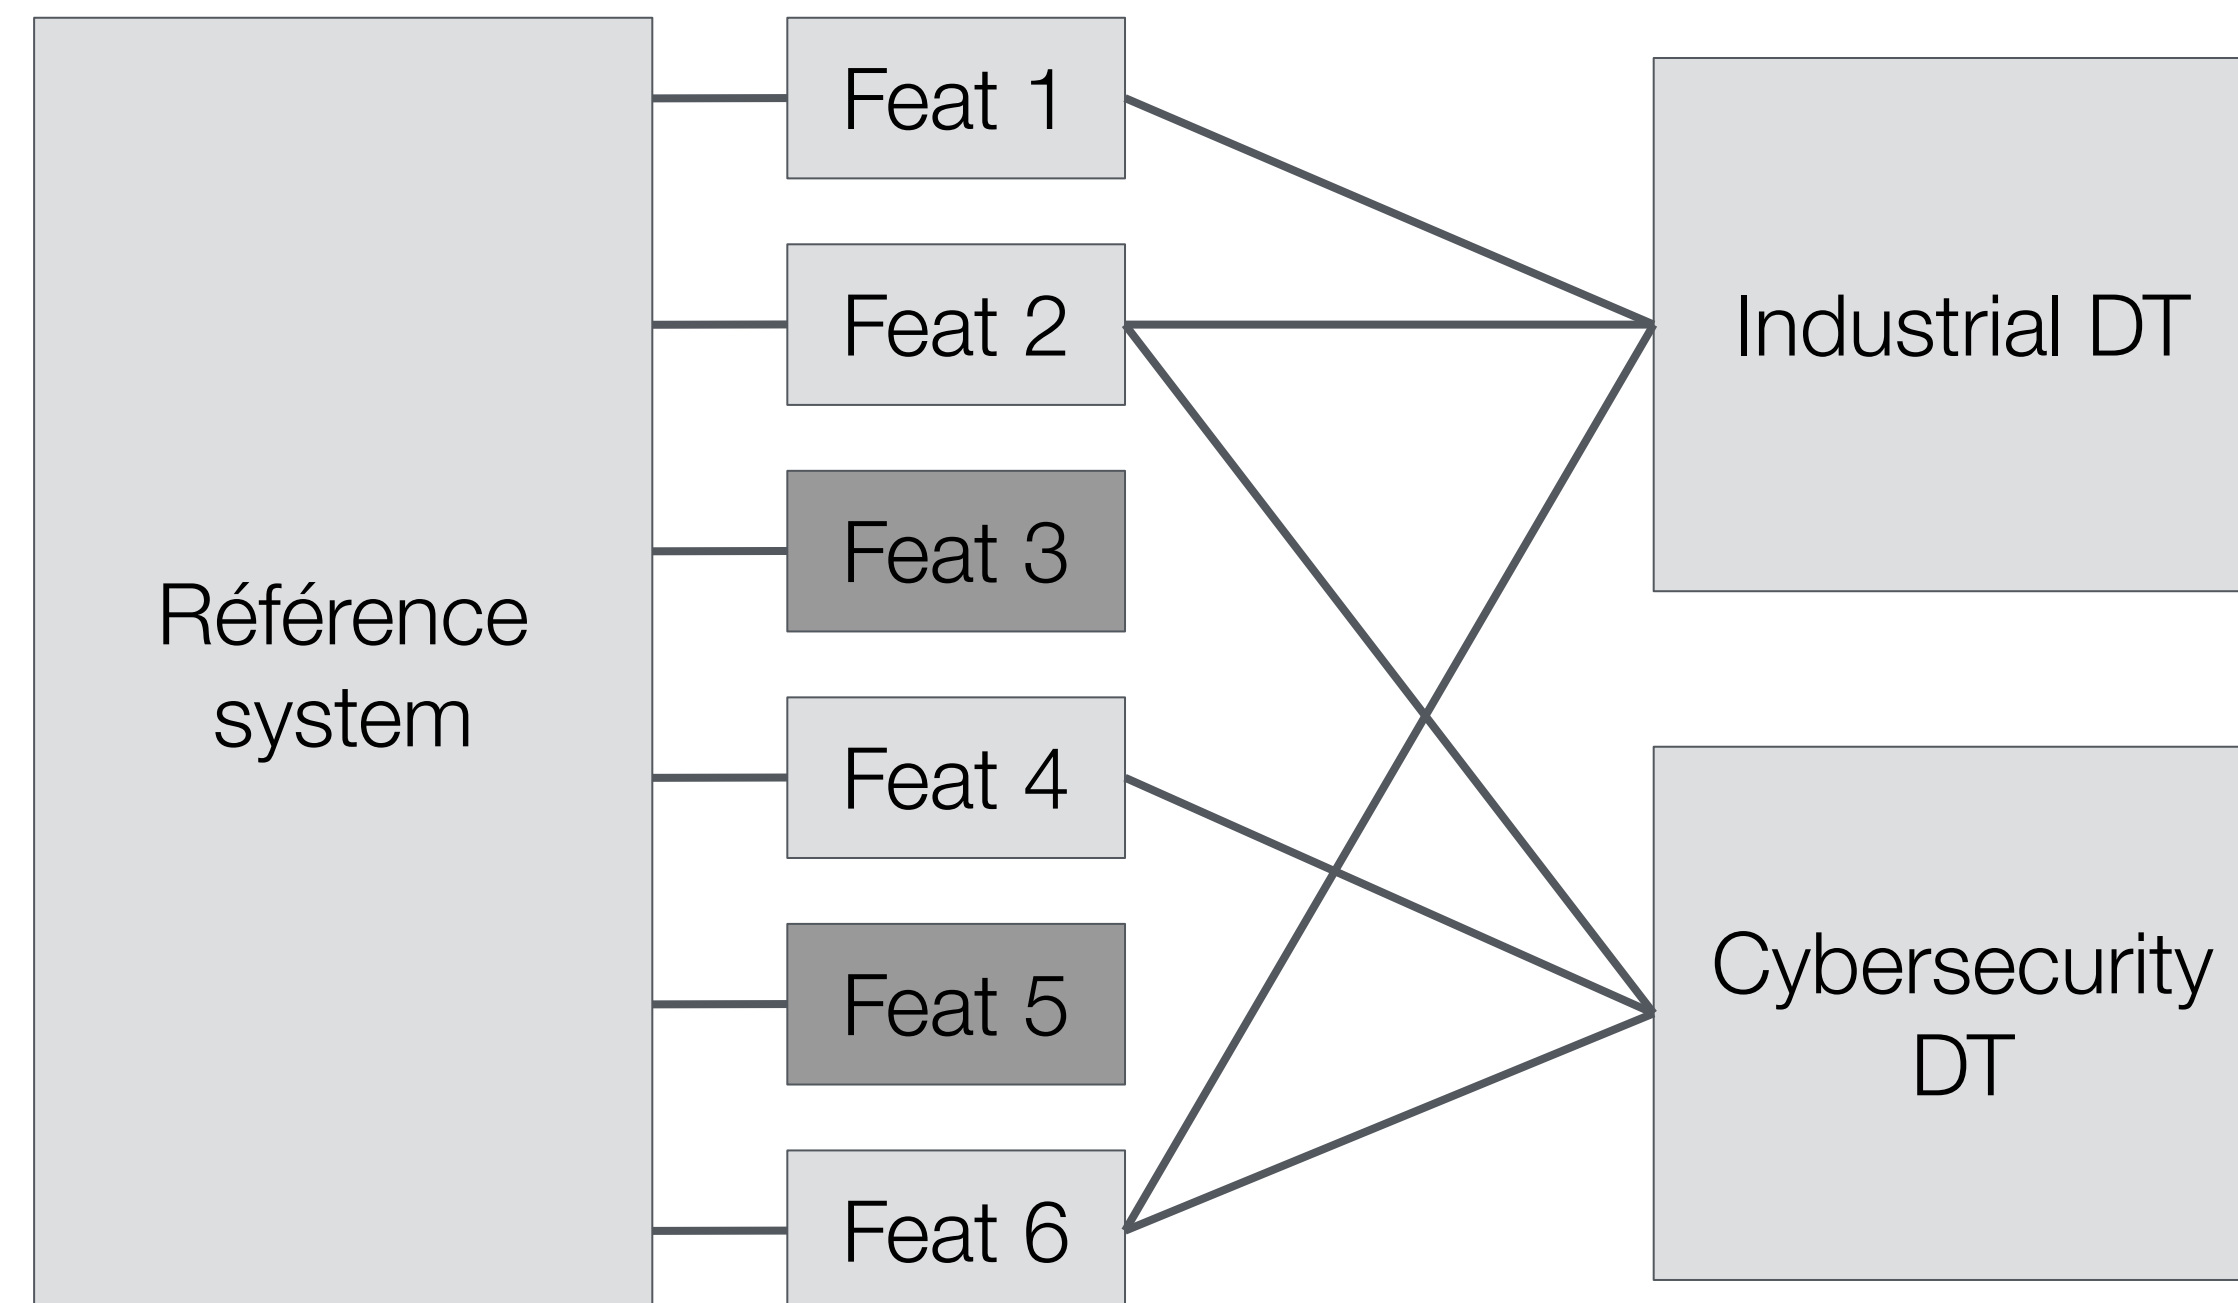 Référence
system
Feat 1
Feat 2
Feat 3
Feat 4
Feat 5
Feat 6
Industrial DT
Cybersecurity
DT